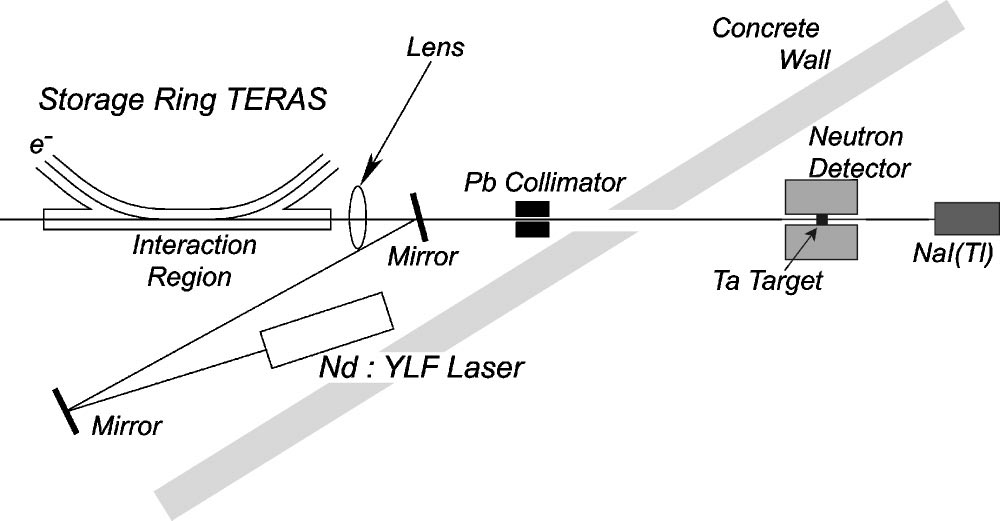 Concrete
Wall
Lens
Storage Ring TERAS
e⁻
Neutron
Detector
Pb Collimator
Interaction
Region
Mirror
NaI(Tl)
Ta Target
Nd : YLF Laser
Mirror